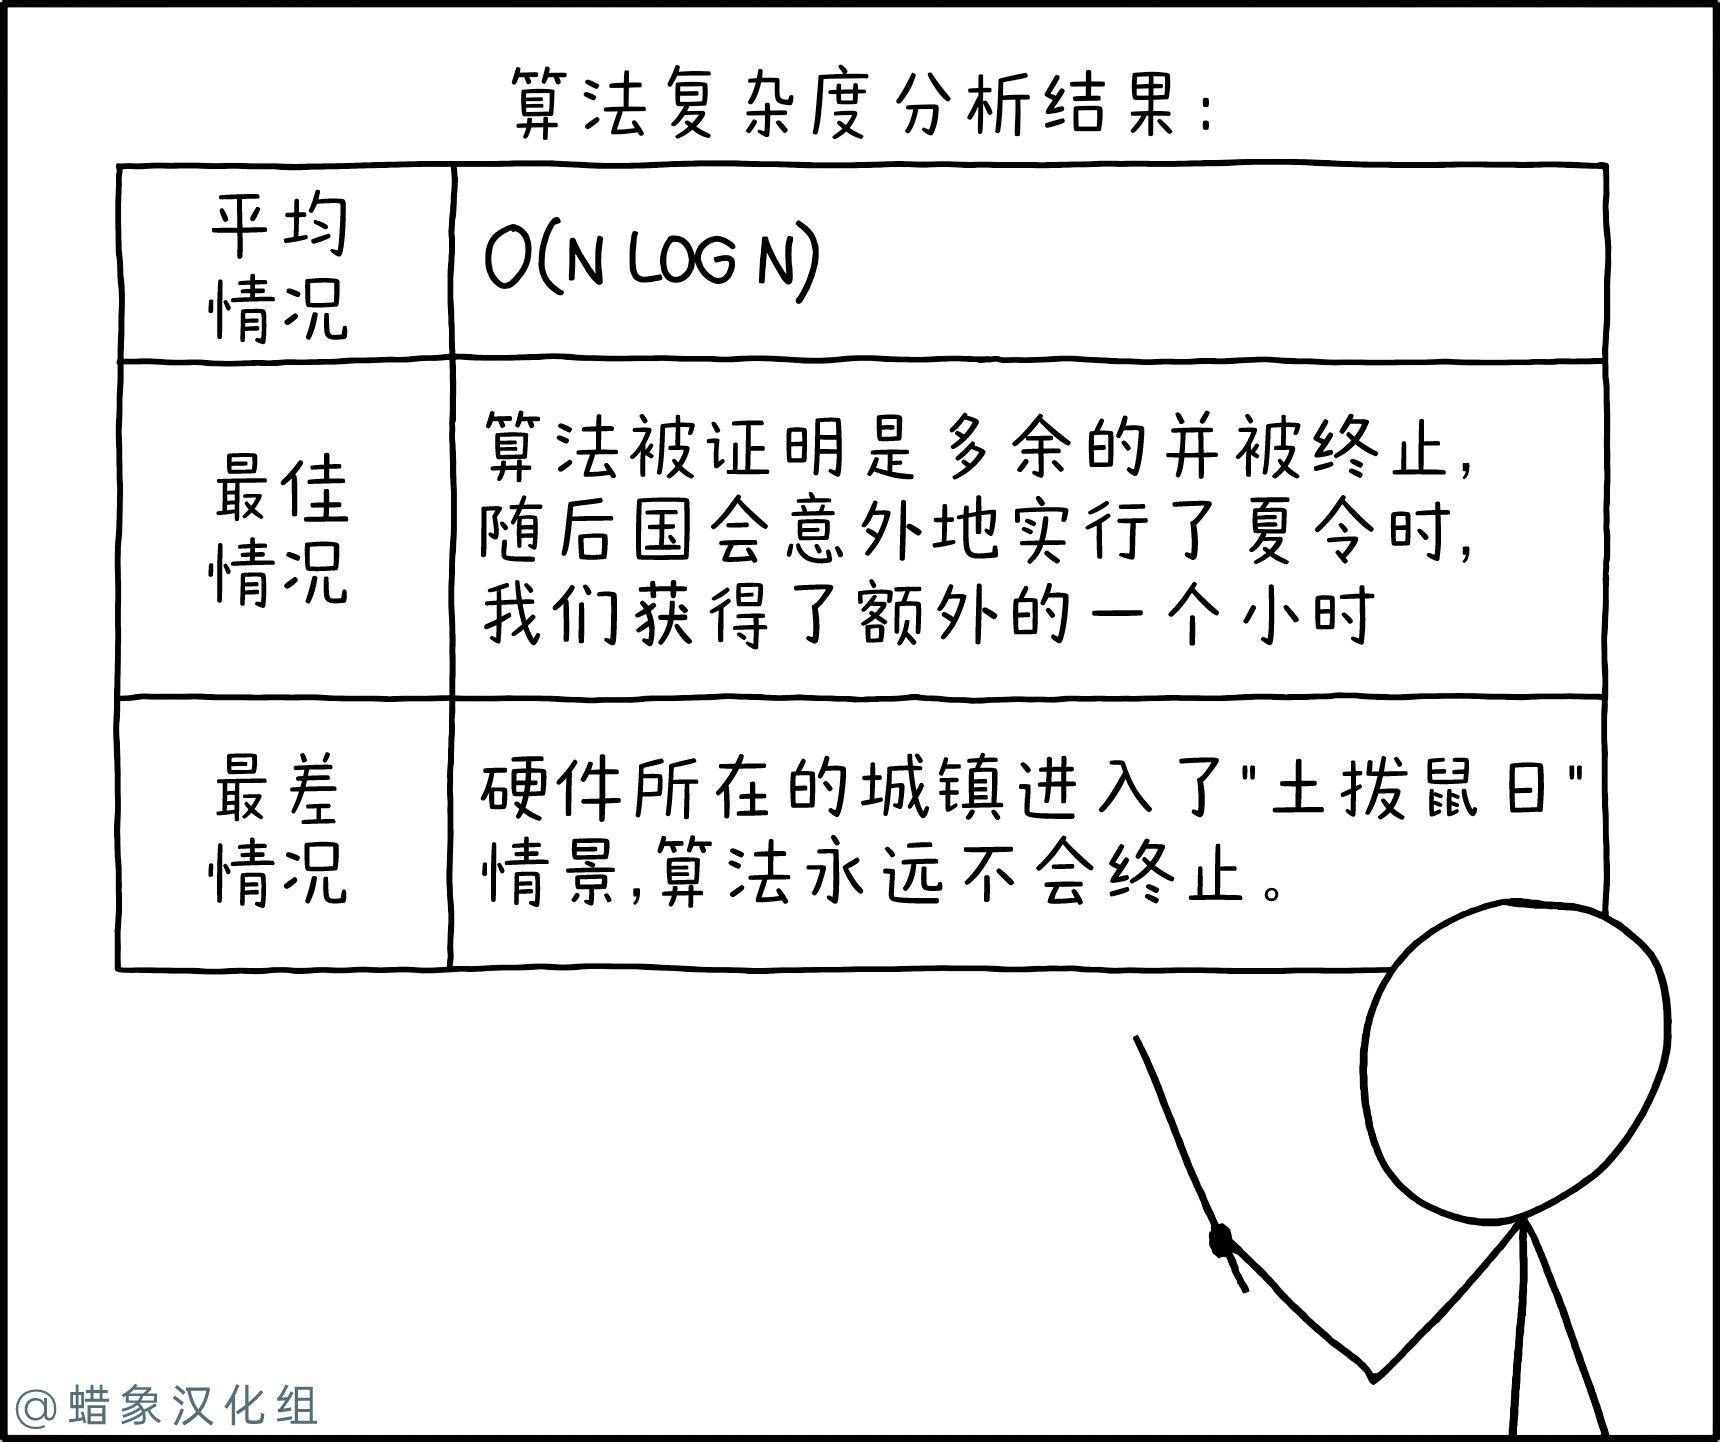 算法复杂度分析结果:
平均
情况
O(N LOG N)
最佳
情况
算法被证明是多余的并被终止,
随后国会意外地实行了夏令时,
我们获得了额外的一个小时
最差
情况
硬件所在的城镇进入了"土拨鼠日"
情景,算法永远不会终止。
@蜡象汉化组